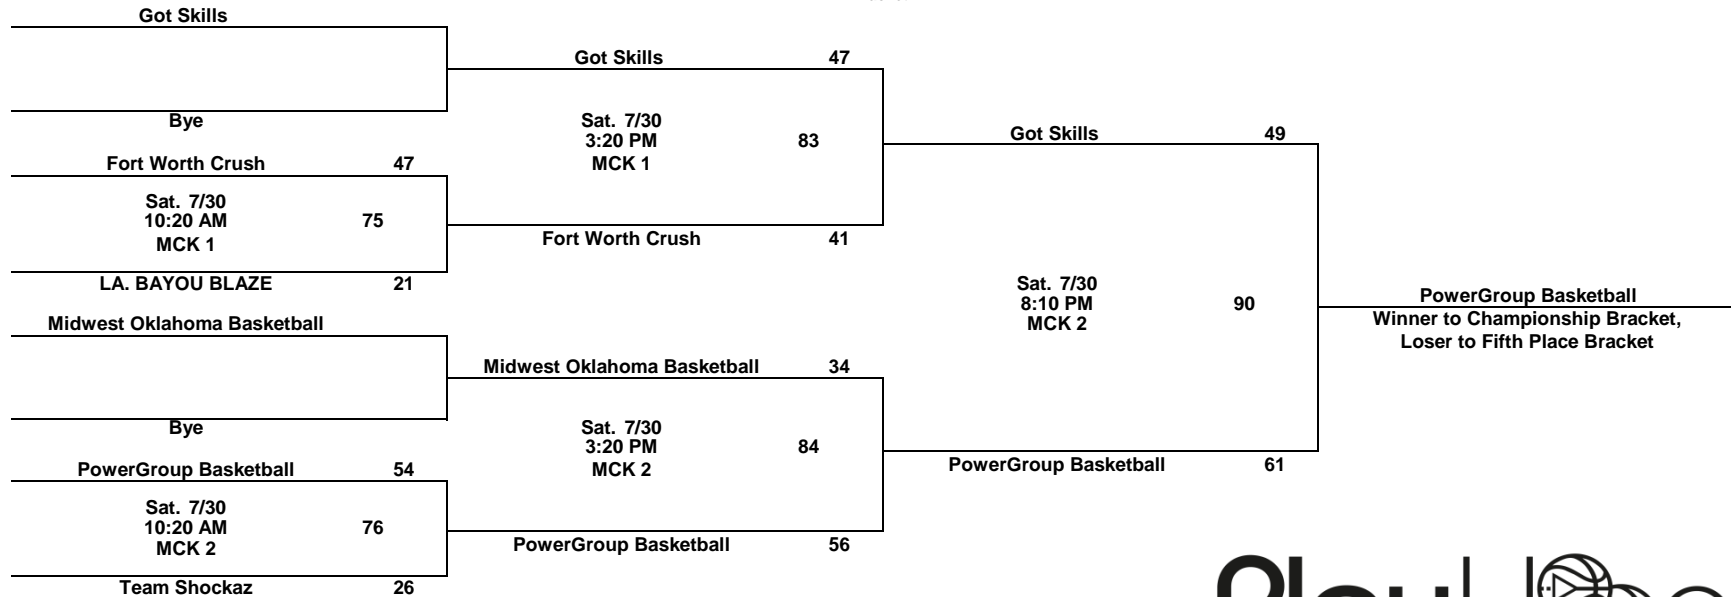 Got Skills
Bye
Fort Worth Crush 47
Sat. 7/30
10:20 AM 75
MCK 1
LA. BAYOU BLAZE 21
Midwest Oklahoma Basketball
Bye
PowerGroup Basketball 54
Sat. 7/30
10:20 AM 76
MCK 2
Team Shockaz 26
Got Skills 47
Sat. 7/30
3:20 PM 83
MCK 1
Fort Worth Crush 41
Midwest Oklahoma Basketball 34
Sat. 7/30
3:20 PM 84
MCK 2
PowerGroup Basketball 56
Got Skills 49
Sat. 7/30
8:10 PM 90
MCK 2
PowerGroup Basketball 61
PowerGroup Basketball
Winner to Championship Bracket,
Loser to Fifth Place Bracket